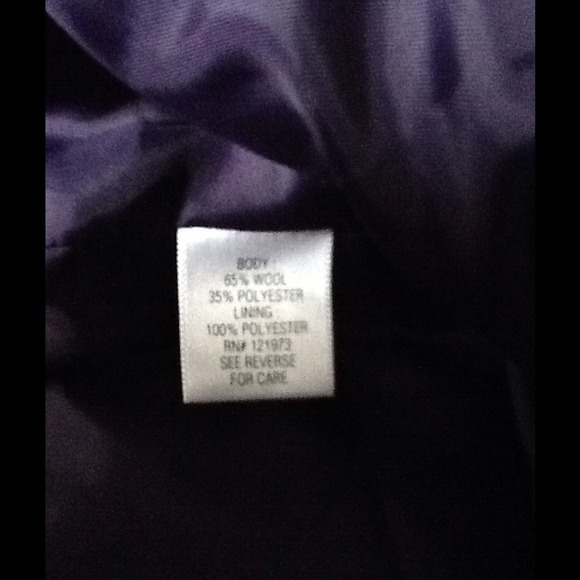 BODY
65% WOOL
35% POLYESTER
LINING
100% POLYESTER
RN# 121973
SEE REVERSE
FOR CARE